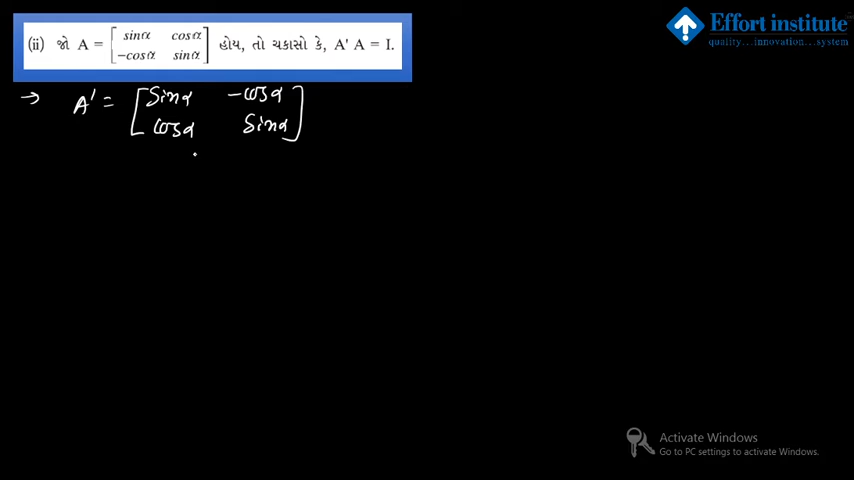 Effort institute
quality...innovation...system
(ii) જો A = [ sinα cosα
-cosα sinα ] હોય, તો ચકાસો કે, A' A = I.
→ A' = [ Sinα -cosα
cosα Sinα ]
Activate Windows
Go to PC settings to activate Windows.